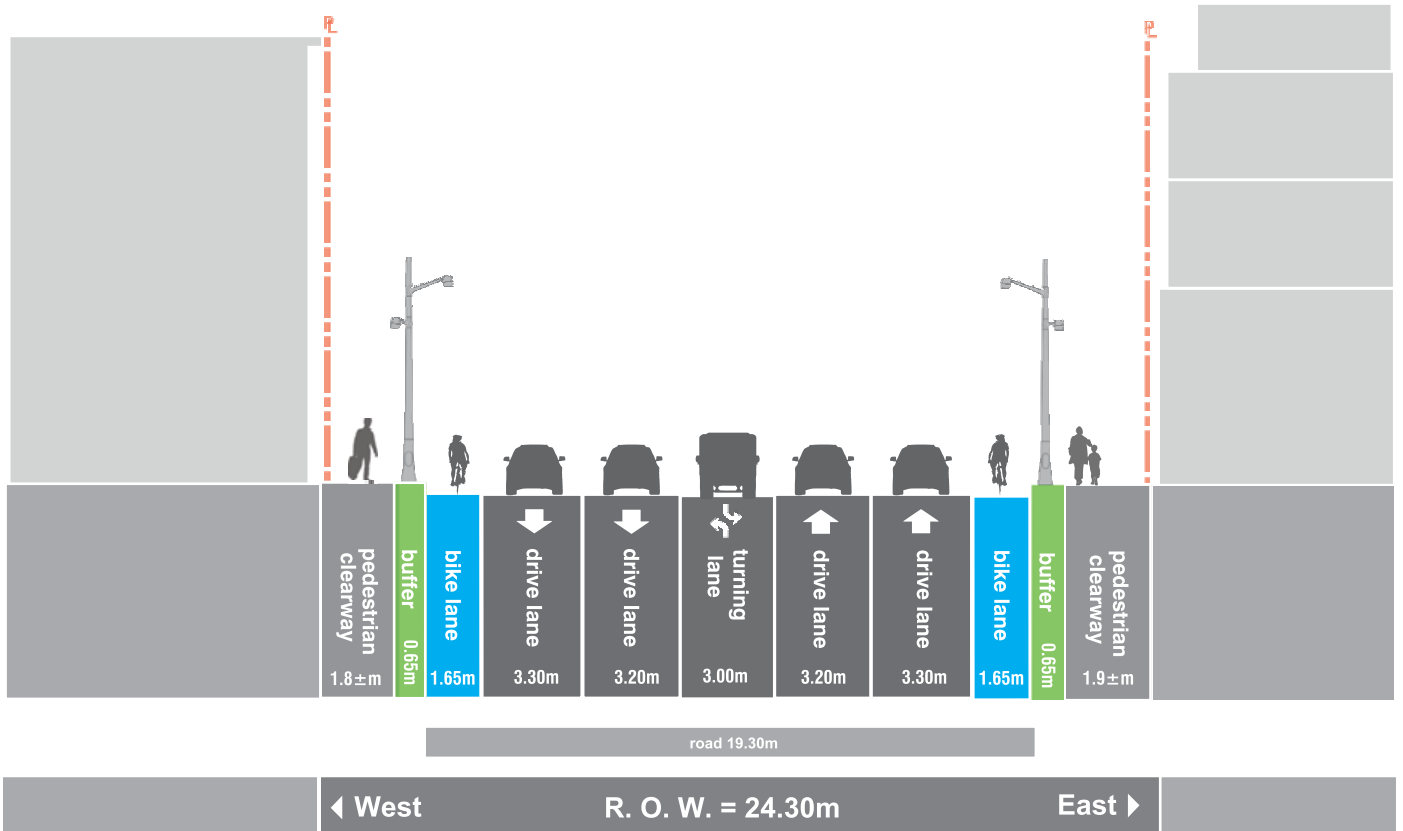 PL
PL
pedestrian
clearway
1.8±m
buffer
0.65m
bike lane
1.65m
drive lane
3.30m
drive lane
3.20m
turning
lane
3.00m
drive lane
3.20m
drive lane
3.30m
bike lane
1.65m
buffer
0.65m
pedestrian
clearway
1.9±m
road 19.30m
West
R. O. W. = 24.30m
East